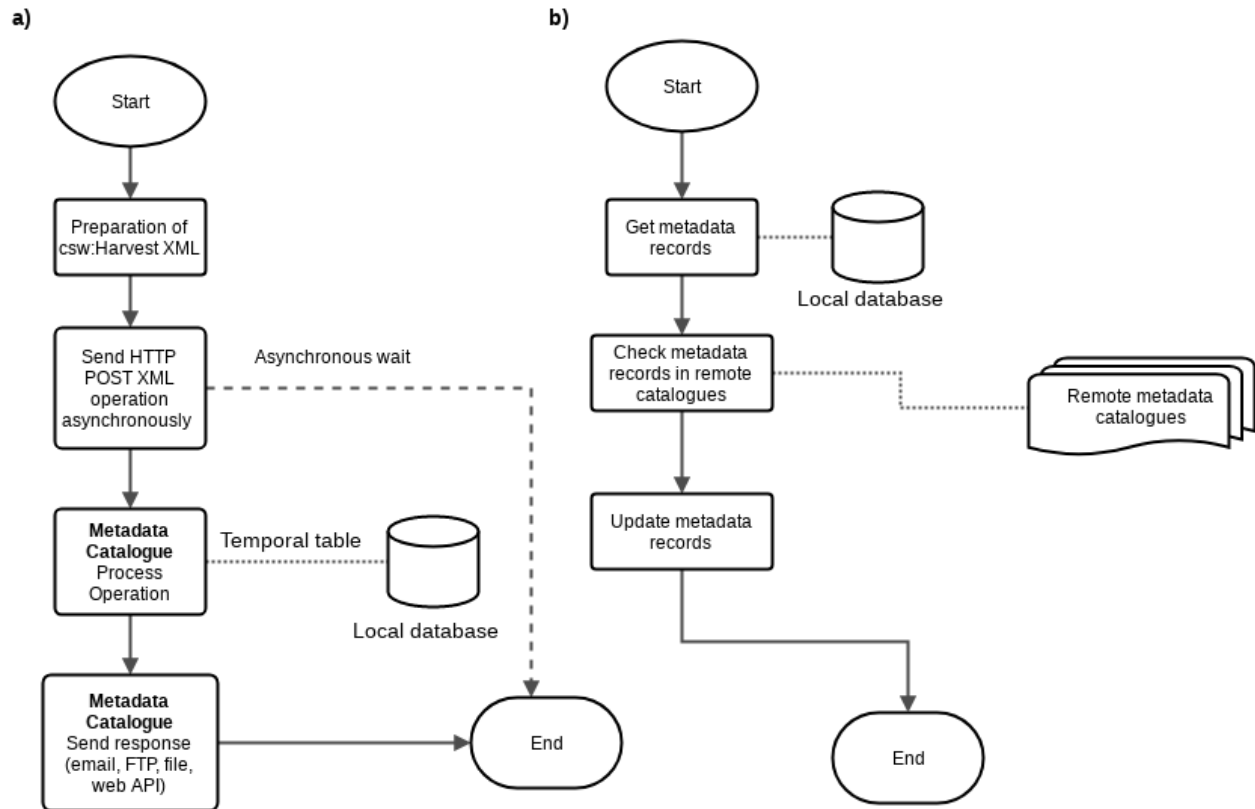 a)
Start
Preparation of
csw:Harvest XML
Send HTTP
POST XML
operation
asynchronously
Asynchronous wait
Metadata
Catalogue
Process
Operation
Temporal table
Local database
Metadata
Catalogue
Send response
(email, FTP, file,
web API)
End
b)
Start
Get metadata
records
Local database
Check metadata
records in remote
catalogues
Remote metadata
catalogues
Update metadata
records
End